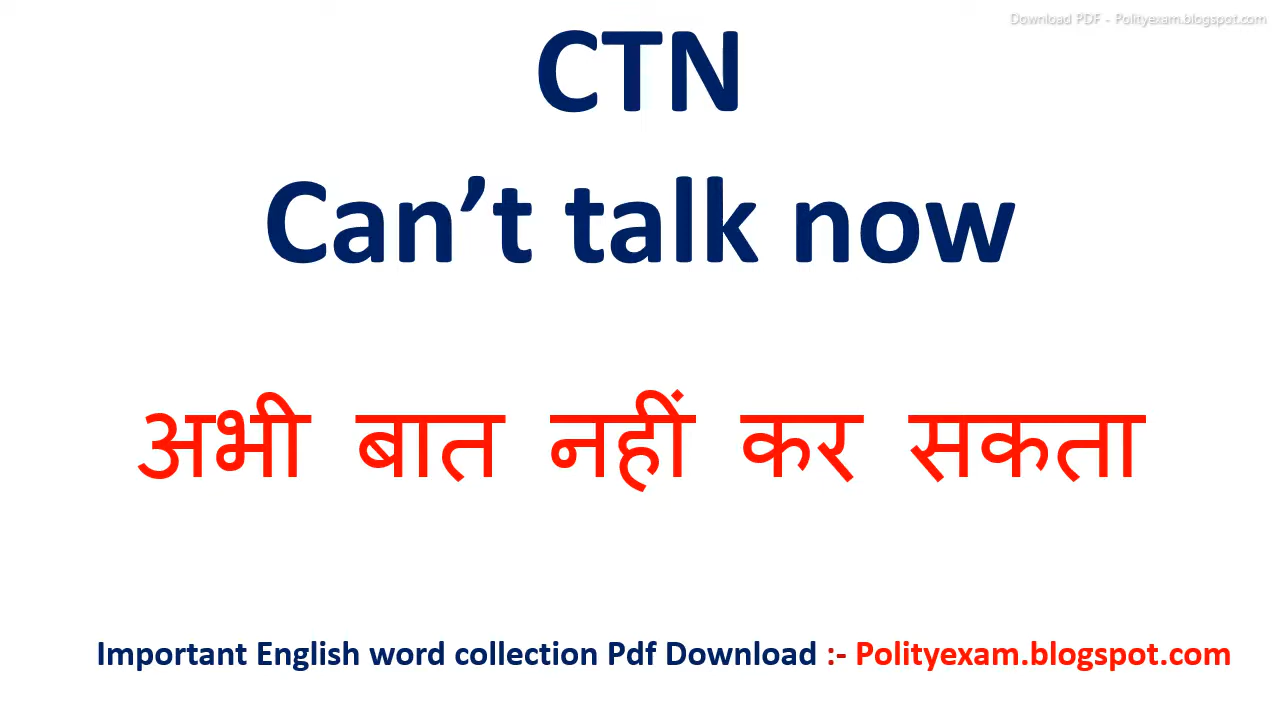 Download PDF - Polityexam.blogspot.com
CTN
Can’t talk now
अभी बात नहीं कर सकता
Important English word collection Pdf Download :- Polityexam.blogspot.com